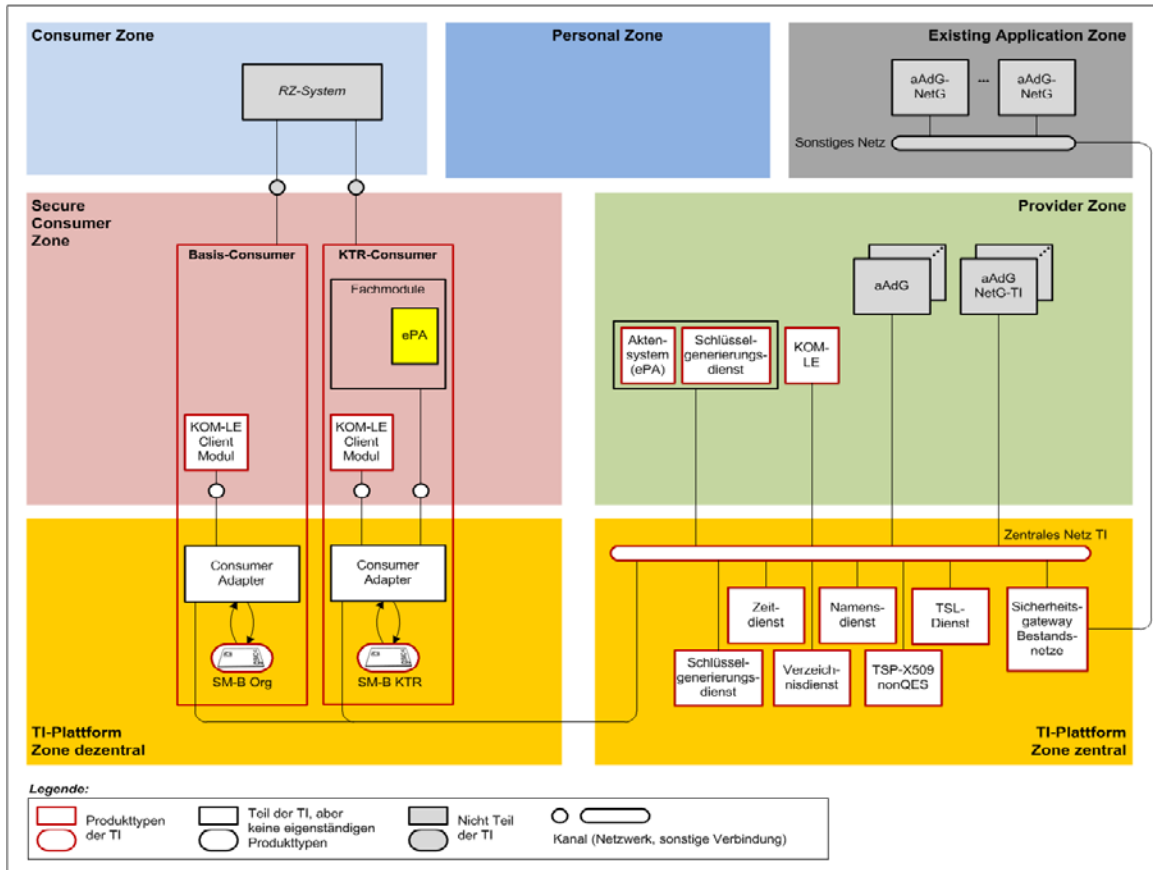 Consumer Zone
RZ-System
Personal Zone
Existing Application Zone
aAdG-
NetG
...
aAdG-
NetG
Sonstiges Netz
Secure
Consumer
Zone
Basis-Consumer
KTR-Consumer
Fachmodule
ePA
KOM-LE
Client
Modul
KOM-LE
Client
Modul
Provider Zone
aAdG
aAdG
NetG-TI
Akten-
system
(ePA)
Schlüssel-
generierungs-
dienst
KOM-
LE
Consumer
Adapter
Consumer
Adapter
SM-B Org
SM-B KTR
TI-Plattform
Zone dezentral
Zentrales Netz TI
Zeit-
dienst
Namens-
dienst
TSL-
Dienst
Sicherheits-
gateway
Bestands-
netze
Schlüssel-
generierungs-
dienst
Verzeich-
nisdienst
TSP-X509
nonQES
TI-Plattform
Zone zentral
Legende:
Produkttypen
der TI
Teil der TI, aber
keine eigenständigen
Produkttypen
Nicht Teil
der TI
Kanal (Netzwerk, sonstige Verbindung)